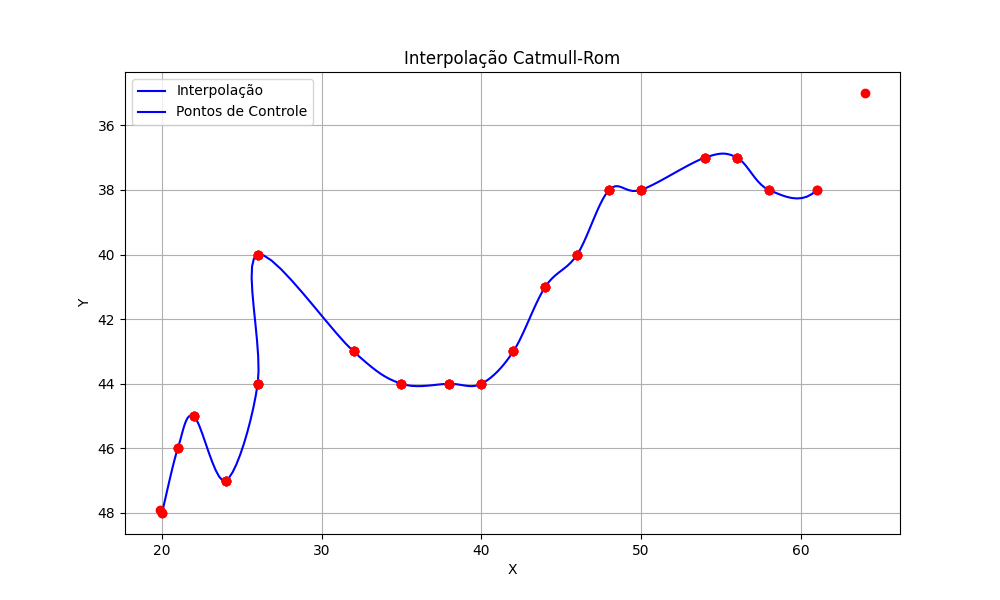 Interpolação Catmull-Rom
Interpolação
Pontos de Controle
36
38
40
42
44
46
48
Y
20 30 40 50 60
X